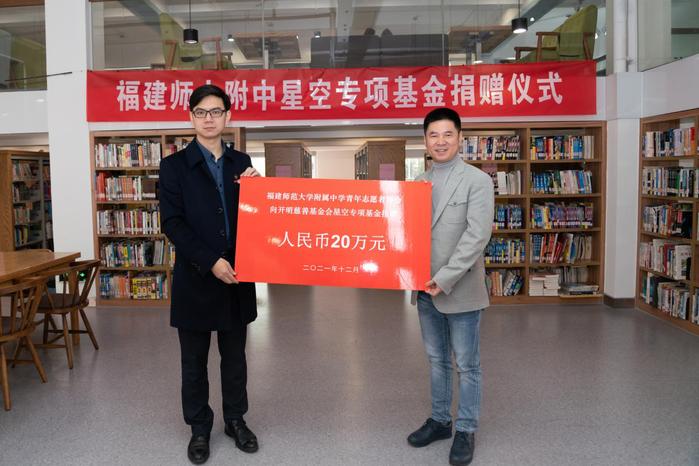 福建师大附中星空专项基金捐赠仪式
福建师范大学附属中学青年志愿者协会
向开明慈善基金会星空专项基金捐赠
人民币20万元
二〇二一年十二月